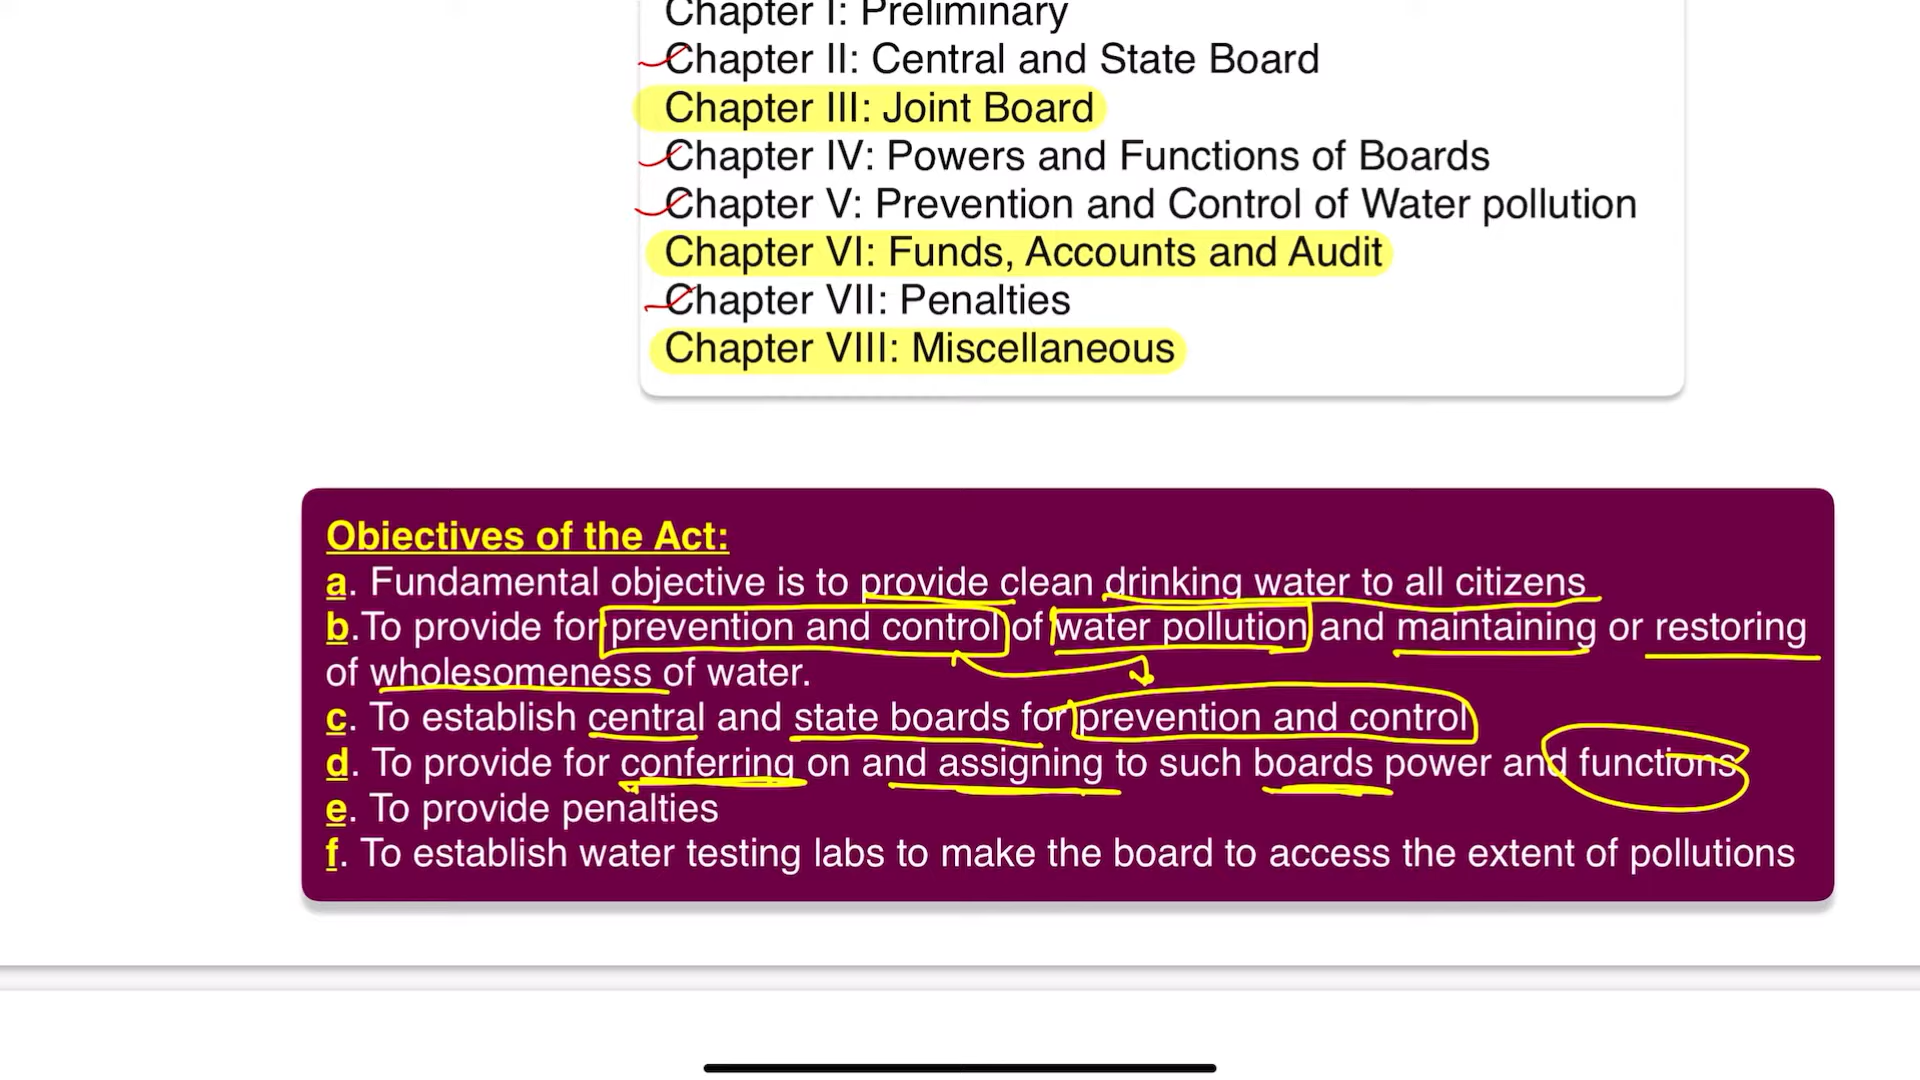 Chapter I: Preliminary
Chapter II: Central and State Board
Chapter III: Joint Board
Chapter IV: Powers and Functions of Boards
Chapter V: Prevention and Control of Water pollution
Chapter VI: Funds, Accounts and Audit
Chapter VII: Penalties
Chapter VIII: Miscellaneous
Objectives of the Act:
a. Fundamental objective is to provide clean drinking water to all citizens
b.To provide for prevention and control of water pollution and maintaining or restoring
of wholesomeness of water.
c. To establish central and state boards for prevention and control
d. To provide for conferring on and assigning to such boards power and functions
e. To provide penalties
f. To establish water testing labs to make the board to access the extent of pollutions